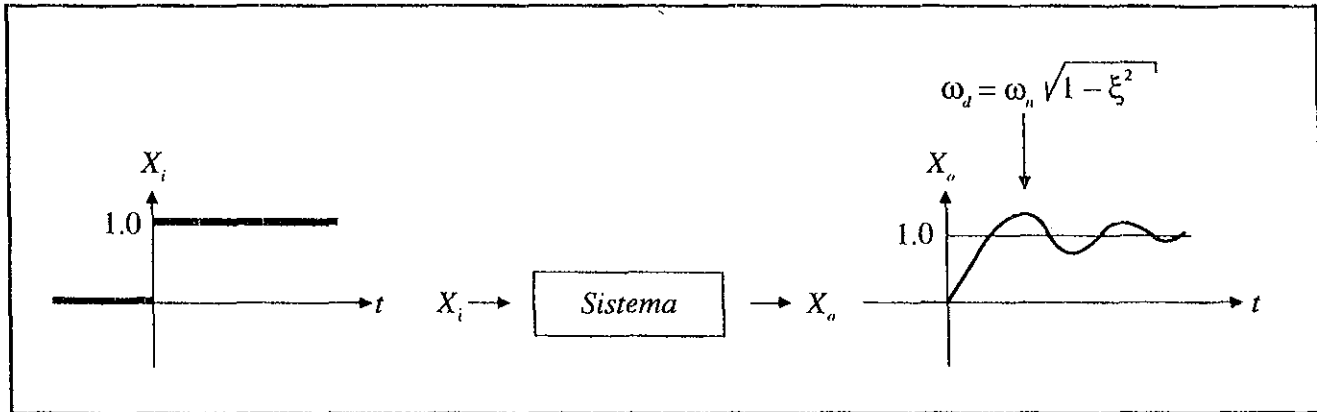 ω_d = ω_n √1 − ξ²
X_i
1.0
t
X_i
Sistema
X_o
X_o
1.0
t